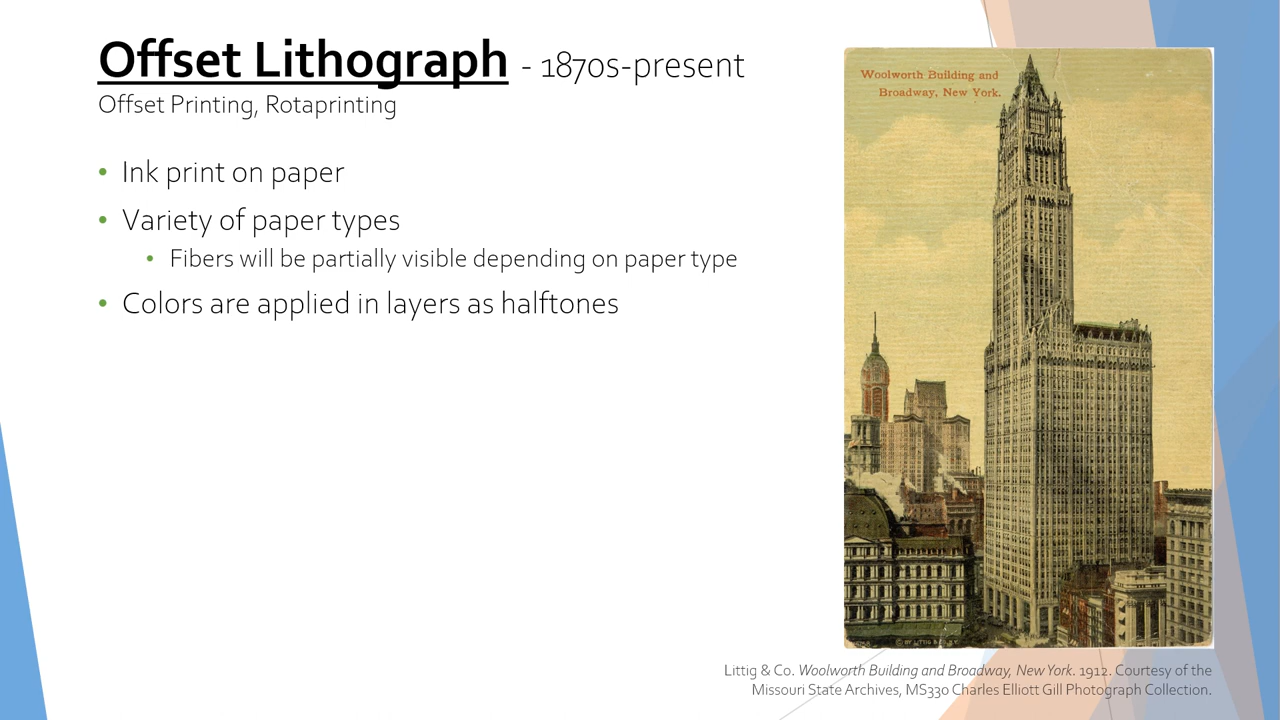 Offset Lithograph - 1870s-present
Offset Printing, Rotaprinting
• Ink print on paper
• Variety of paper types
• Fibers will be partially visible depending on paper type
• Colors are applied in layers as halftones
Woolworth Building and
Broadway, New York.
Littig & Co. Woolworth Building and Broadway, New York. 1912. Courtesy of the
Missouri State Archives, MS330 Charles Elliott Gill Photograph Collection.